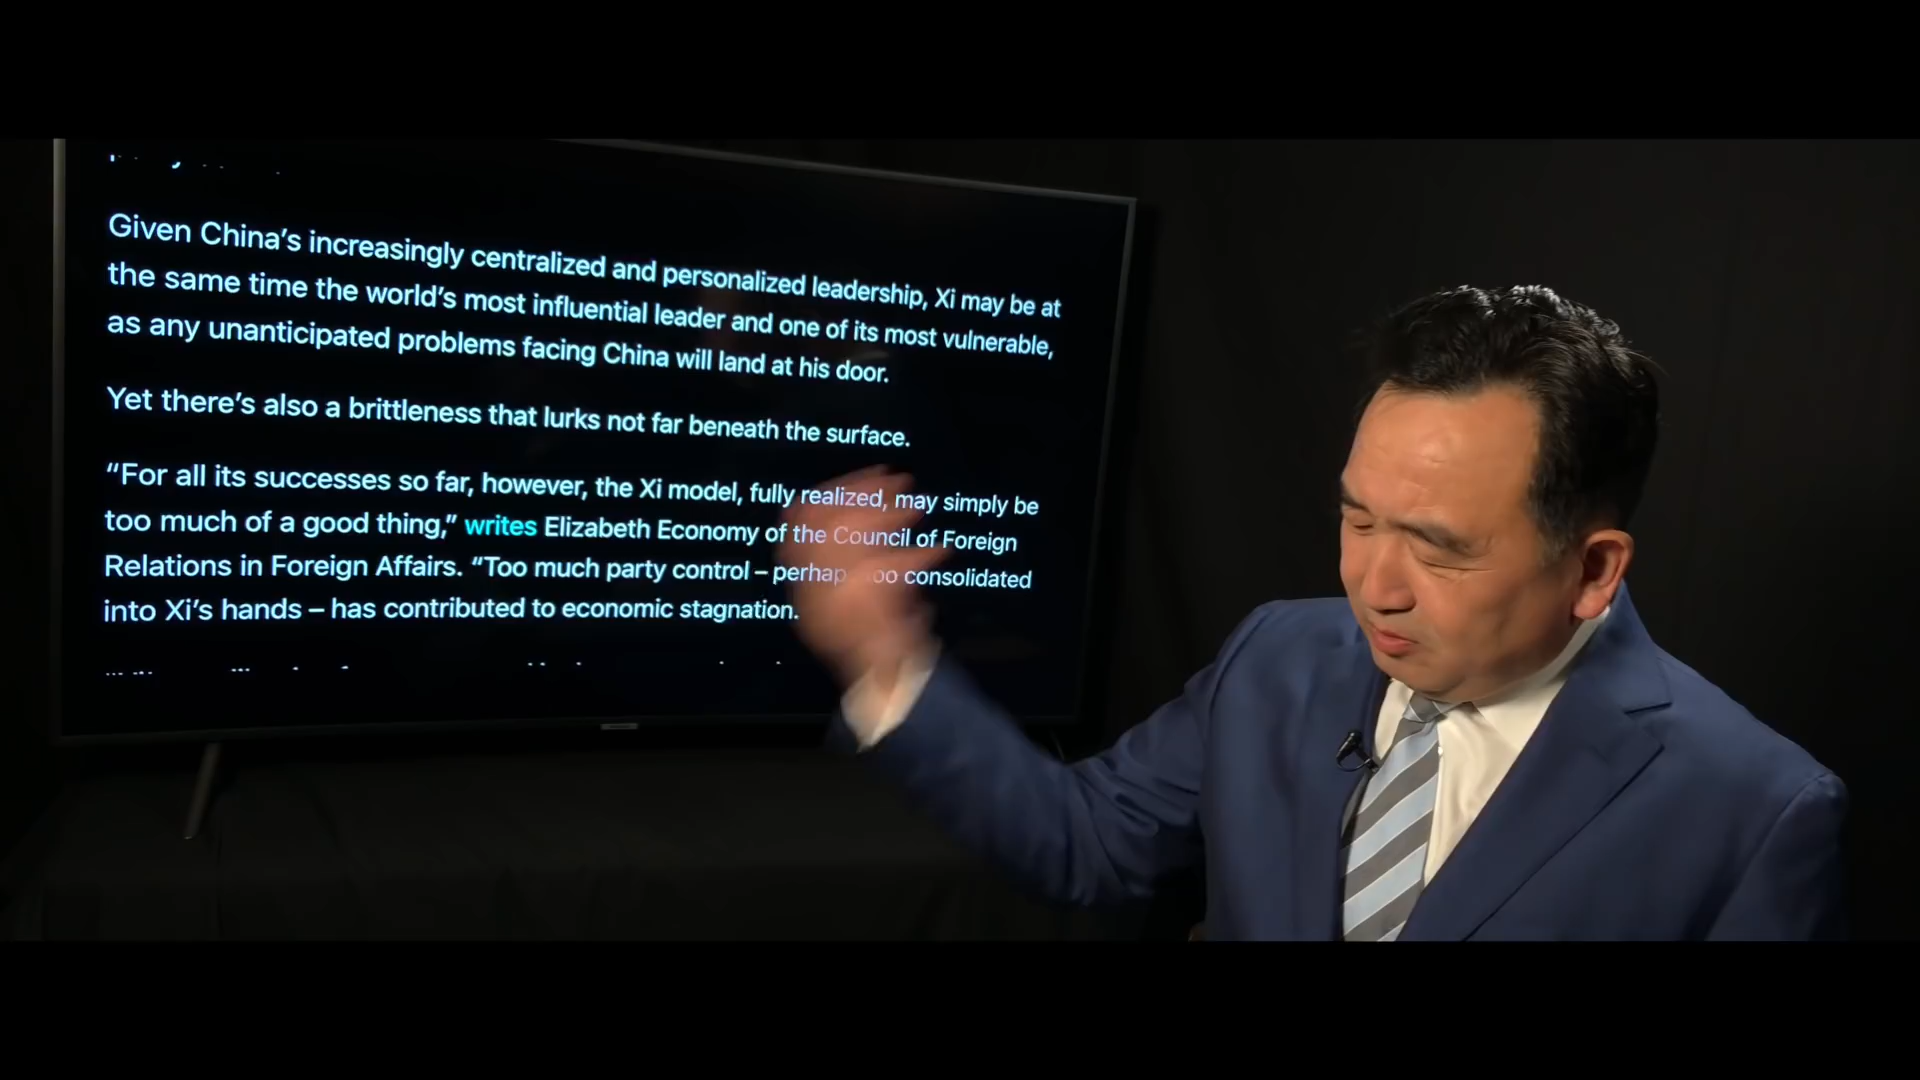 Given China’s increasingly centralized and personalized leadership, Xi may be at
the same time the world’s most influential leader and one of its most vulnerable,
as any unanticipated problems facing China will land at his door.
Yet there’s also a brittleness that lurks not far beneath the surface.
“For all its successes so far, however, the Xi model, fully realized, may simply be
too much of a good thing,” writes Elizabeth Economy of the Council of Foreign
Relations in Foreign Affairs. “Too much party control – consolidated
into Xi’s hands – has contributed to economic stagnation.